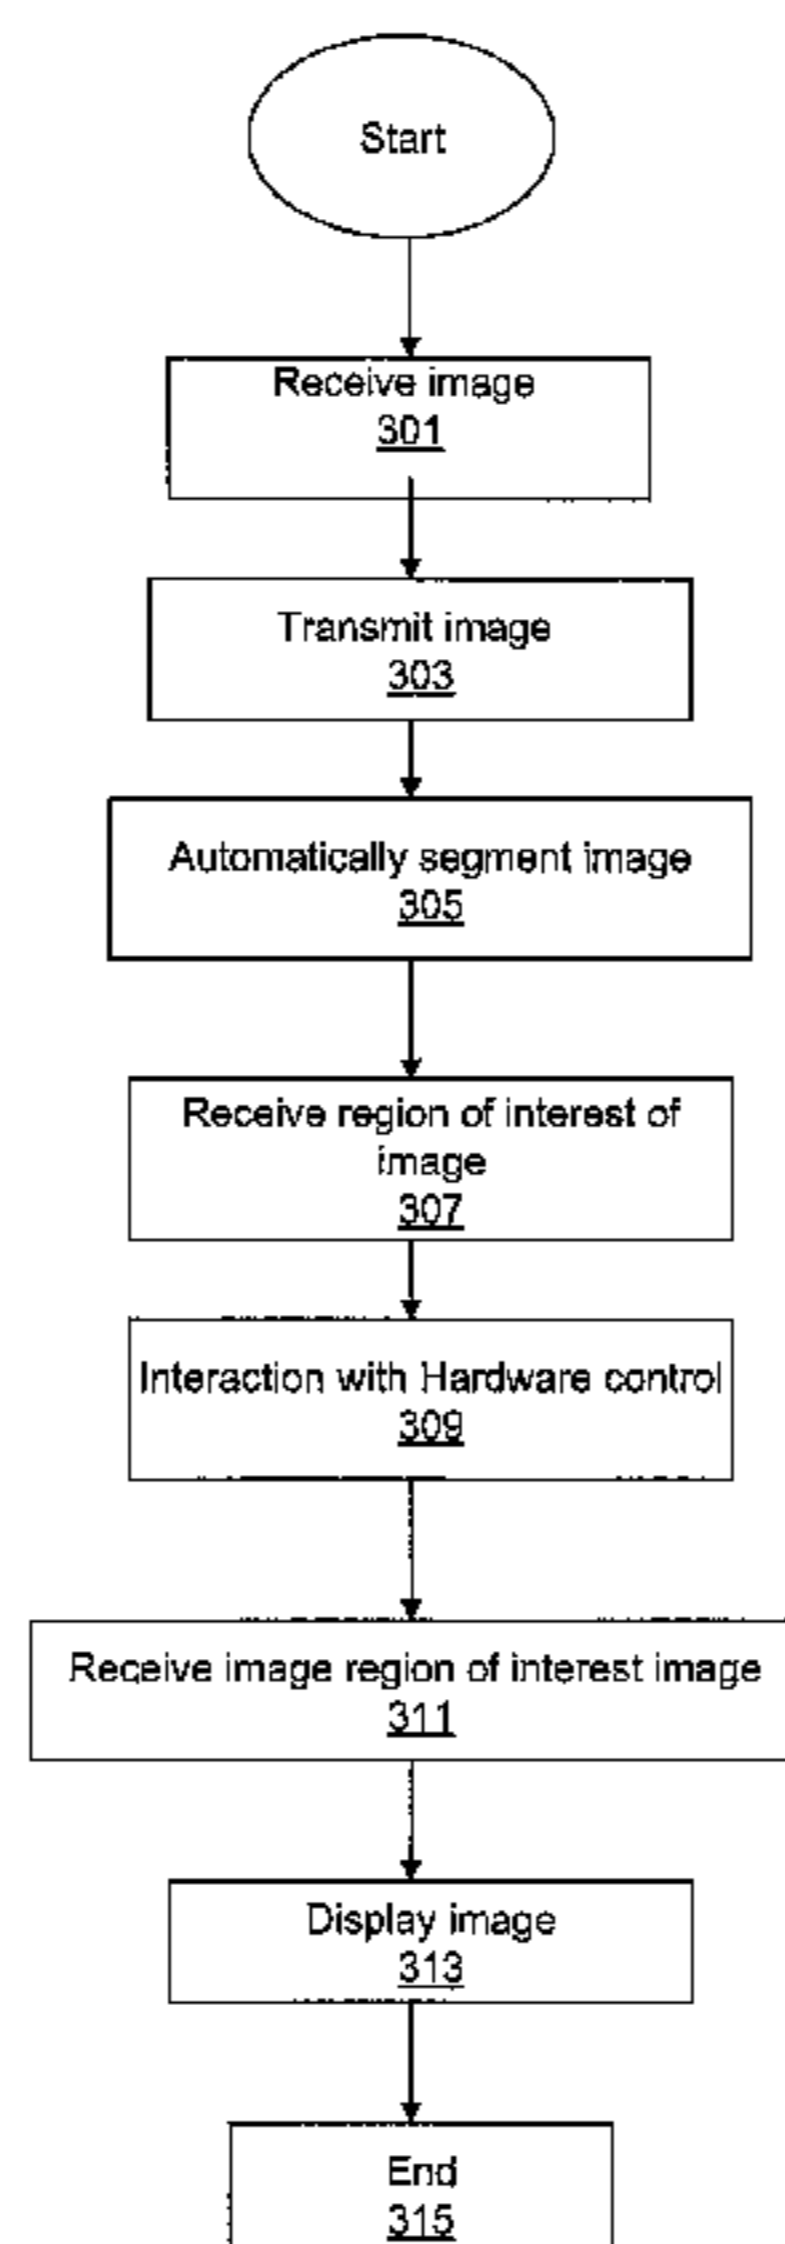 Start
Receive image
301
Transmit image
303
Automatically segment image
305
Receive region of interest of
image
307
Interaction with Hardware control
309
Receive image region of interest image
311
Display image
313
End
315